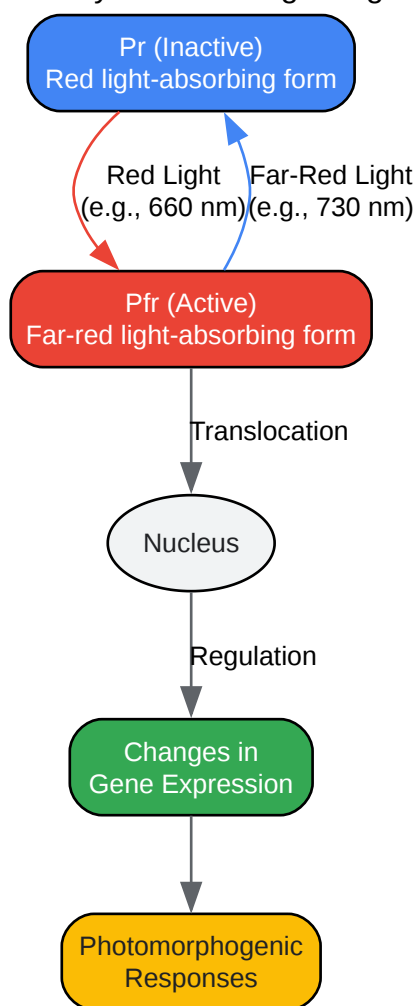 Pr (Inactive)
Red light-absorbing form
Red Light
(e.g., 660 nm)
Far-Red Light
(e.g., 730 nm)
Pfr (Active)
Far-red light-absorbing form
Translocation
Nucleus
Regulation
Changes in
Gene Expression
Photomorphogenic
Responses